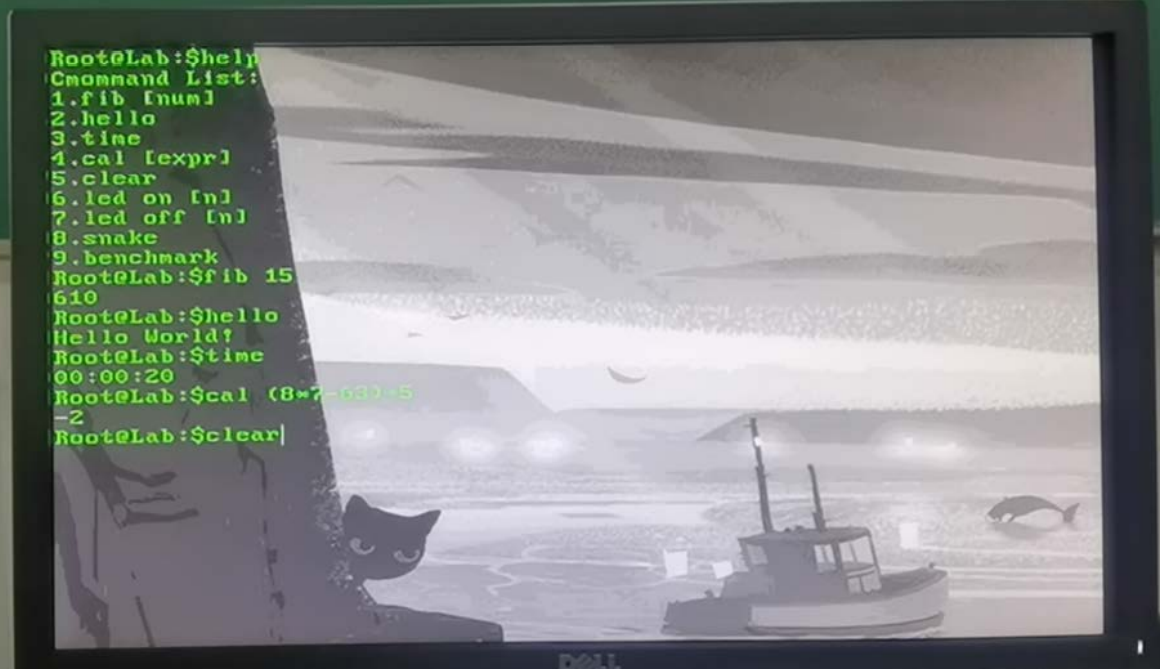 Root@Lab:$help
Cmommand List:
1.fib [num]
2.hello
3.time
4.cal [expr]
5.clear
6.led on [n]
7.led off [n]
8.snake
9.benchmark
Root@Lab:$fib 15
610
Root@Lab:$hello
Hello World!
Root@Lab:$time
00:00:20
Root@Lab:$cal (8*7-63)+5
-2
Root@Lab:$clear
DELL